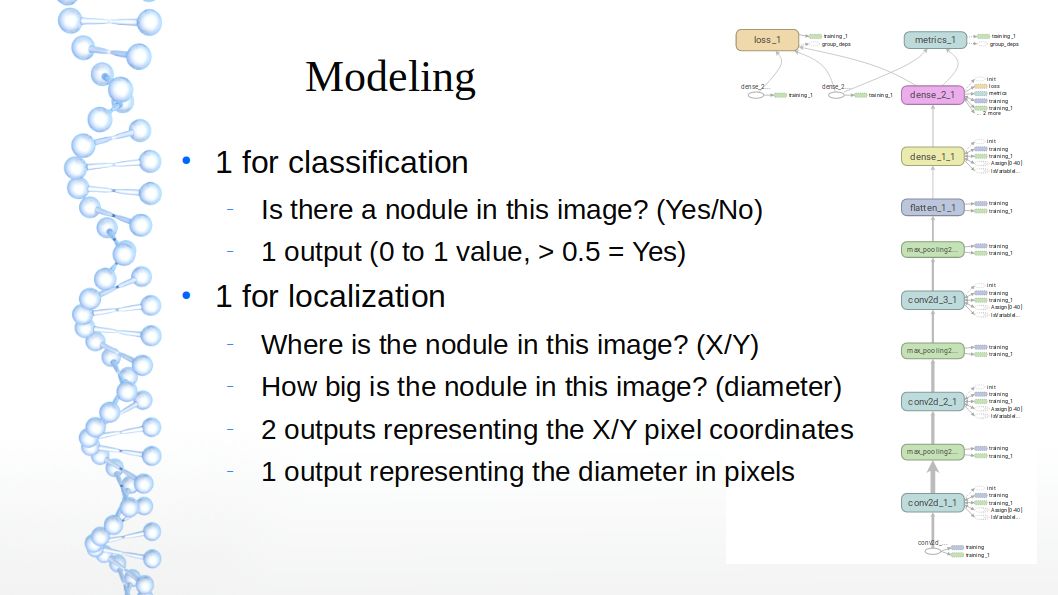 Modeling
1 for classification
Is there a nodule in this image? (Yes/No)
1 output (0 to 1 value, > 0.5 = Yes)
1 for localization
Where is the nodule in this image? (X/Y)
How big is the nodule in this image? (diameter)
2 outputs representing the X/Y pixel coordinates
1 output representing the diameter in pixels
loss_1
training_1
group_deps
metrics_1
training_1
group_deps
dense_2...
training_1
dense_2...
training_1
dense_2_1
init
loss
metrics
training
training_1
... 2 more
dense_1_1
init
training
training_1
Assign[0-40]
IsVariableI...
flatten_1_1
training
training_1
max_pooling2...
training
training_1
conv2d_3_1
init
training
training_1
Assign[0-40]
IsVariableI...
max_pooling2...
training
training_1
conv2d_2_1
init
training
training_1
Assign[0-40]
IsVariableI...
max_pooling2...
training
training_1
conv2d_1_1
init
training
training_1
Assign[0-40]
IsVariableI...
conv2d_...
training
training_1